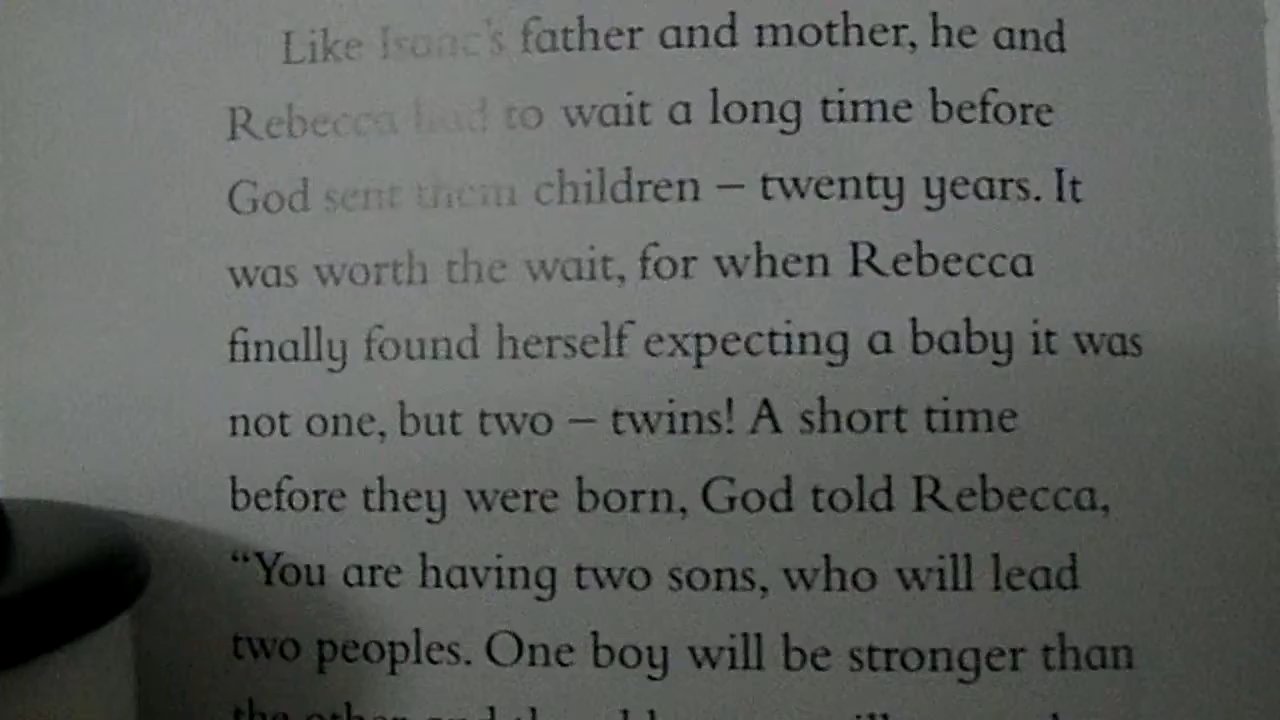 Like Isaac's father and mother, he and
Rebecca had to wait a long time before
God sent them children – twenty years. It
was worth the wait, for when Rebecca
finally found herself expecting a baby it was
not one, but two – twins! A short time
before they were born, God told Rebecca,
“You are having two sons, who will lead
two peoples. One boy will be stronger than
the other and